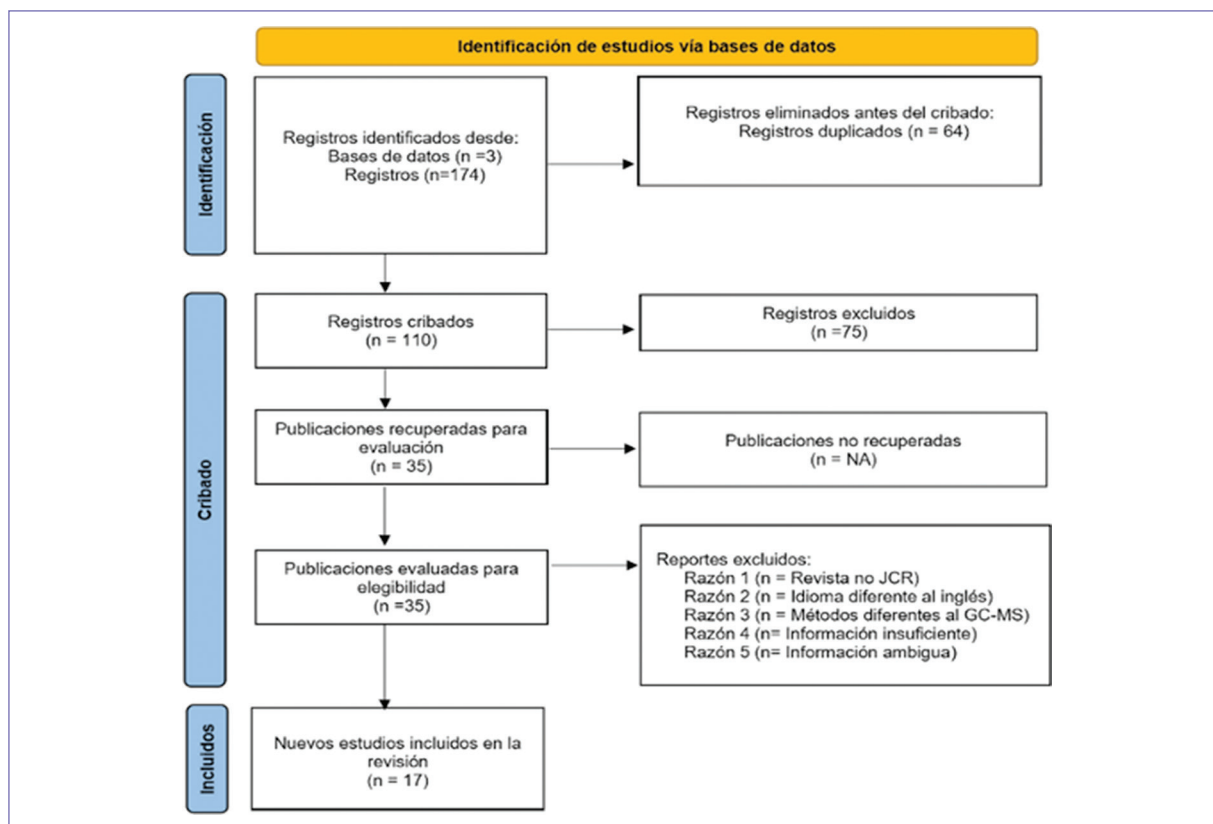 Identificación de estudios vía bases de datos
Identificación
Registros identificados desde:
Bases de datos (n =3)
Registros (n=174)
Registros eliminados antes del cribado:
Registros duplicados (n = 64)
Cribado
Registros cribados
(n = 110)
Registros excluidos
(n =75)
Publicaciones recuperadas para
evaluación
(n = 35)
Publicaciones no recuperadas
(n = NA)
Publicaciones evaluadas para
elegibilidad
(n =35)
Reportes excluidos:
Razón 1 (n = Revista no JCR)
Razón 2 (n = Idioma diferente al inglés)
Razón 3 (n = Métodos diferentes al GC-MS)
Razón 4 (n= Información insuficiente)
Razón 5 (n= Información ambigua)
Incluidos
Nuevos estudios incluidos en la
revisión
(n = 17)